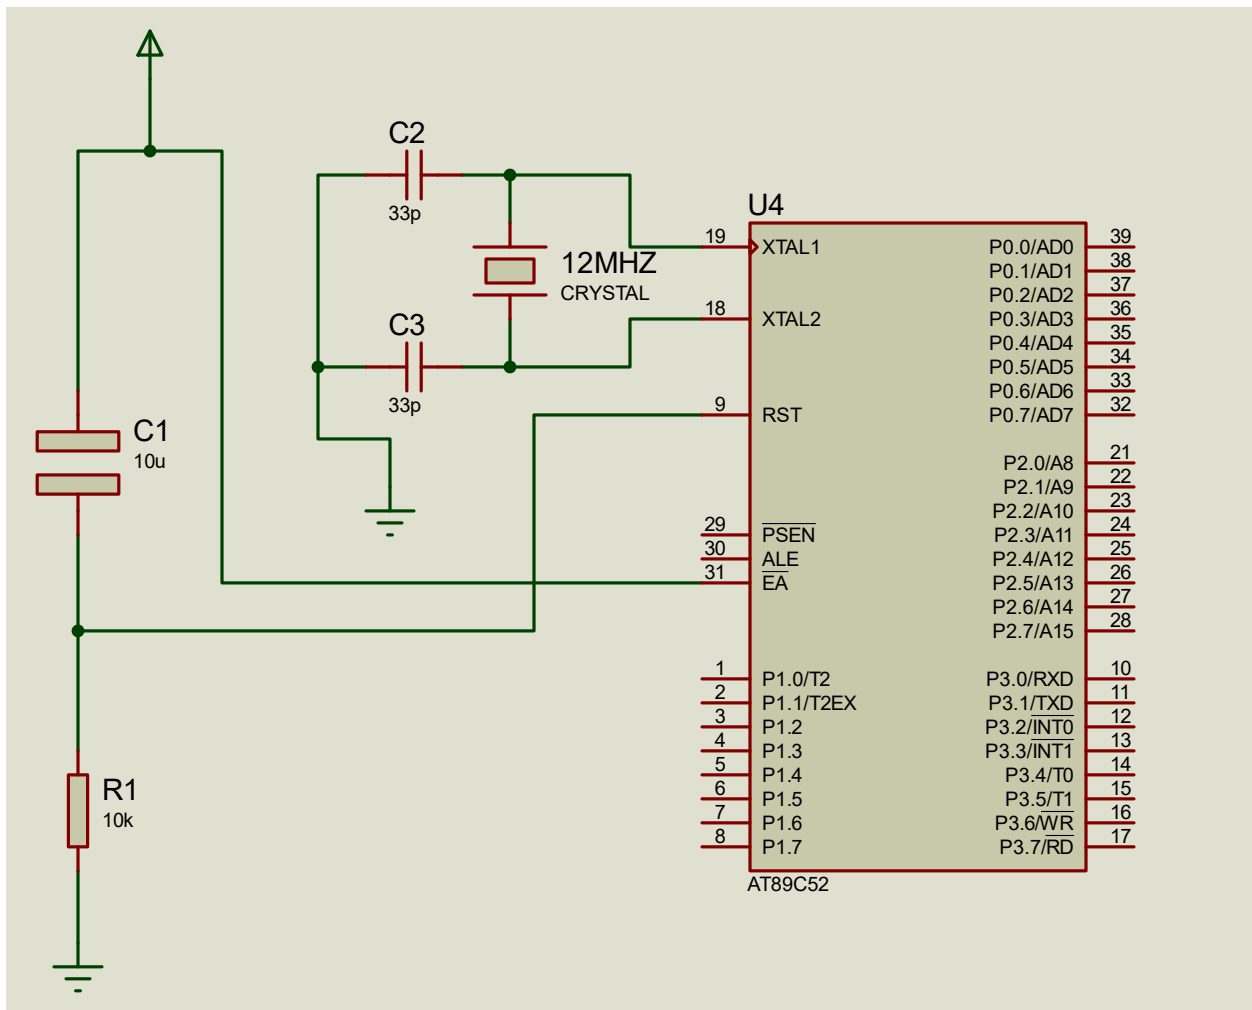 C2
33p
12MHZ
CRYSTAL
C3
33p
C1
10u
R1
10k
U4
19 XTAL1
18 XTAL2
9 RST
29 PSEN
30 ALE
31 EA
1 P1.0/T2
2 P1.1/T2EX
3 P1.2
4 P1.3
5 P1.4
6 P1.5
7 P1.6
8 P1.7
P0.0/AD0 39
P0.1/AD1 38
P0.2/AD2 37
P0.3/AD3 36
P0.4/AD4 35
P0.5/AD5 34
P0.6/AD6 33
P0.7/AD7 32
P2.0/A8 21
P2.1/A9 22
P2.2/A10 23
P2.3/A11 24
P2.4/A12 25
P2.5/A13 26
P2.6/A14 27
P2.7/A15 28
P3.0/RXD 10
P3.1/TXD 11
P3.2/INT0 12
P3.3/INT1 13
P3.4/T0 14
P3.5/T1 15
P3.6/WR 16
P3.7/RD 17
AT89C52